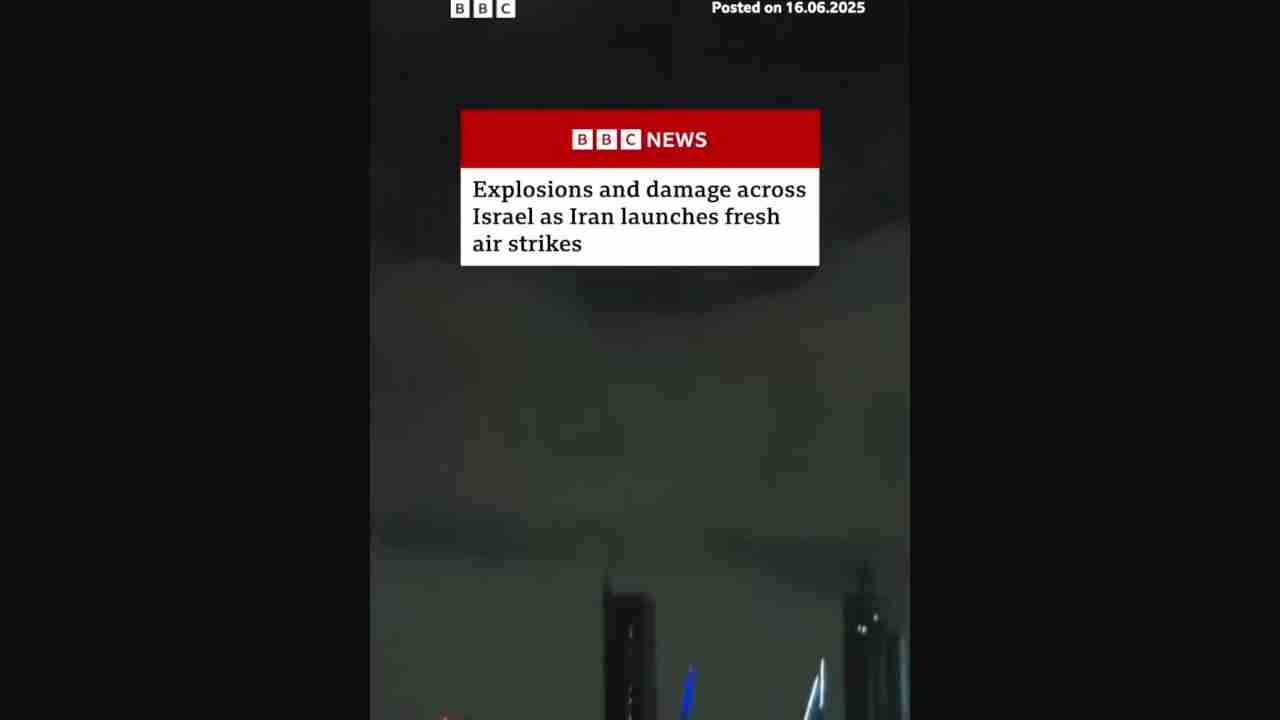 BBC Posted on 16.06.2025
BBC NEWS
Explosions and damage across
Israel as Iran launches fresh
air strikes